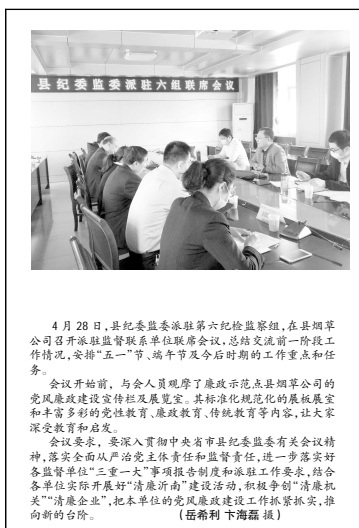 县纪委监委派驻六组联席会议
4月28日,县纪委监委派驻第六纪检监察组,在县烟草
公司召开派驻监督联系单位联席会议,总结交流前一阶段工
作情况,安排“五一”节、端午节及今后时期的工作重点和任
务。
会议开始前,与会人员观摩了廉政示范点县烟草公司的
党风廉政建设宣传栏及展览室。其标准化规范化的展板展室
和丰富多彩的党性教育、廉政教育、传统教育等内容,让大家
深受教育和启发。
会议要求,要深入贯彻中央省市县纪委监委有关会议精
神,落实全面从严治党主体责任和监督责任,进一步落实好
各监督单位“三重一大”事项报告制度和派驻工作要求,结合
各单位实际开展好“清廉沂南”建设活动,积极争创“清廉机
关”“清廉企业”,把本单位的党风廉政建设工作抓紧抓实,推
向新的台阶。 (岳希利 卞海磊 摄)